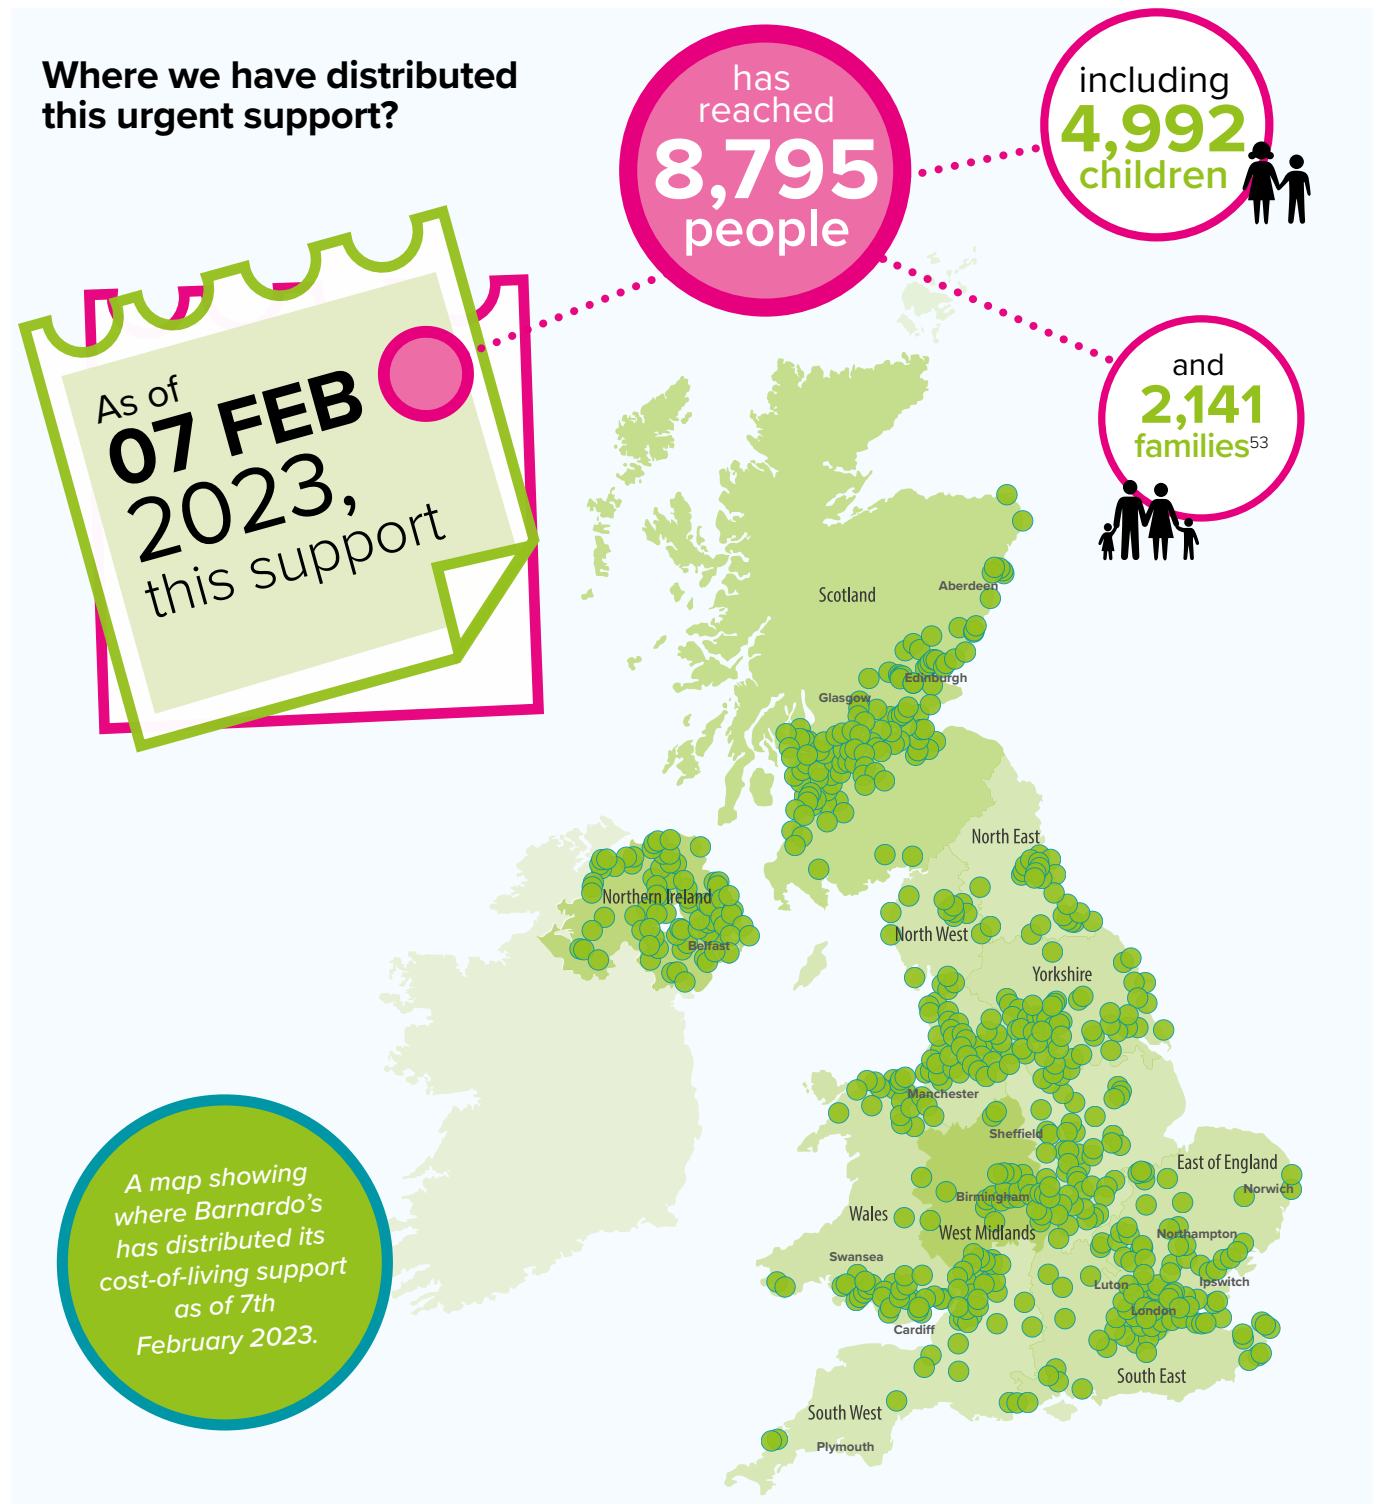 Where we have distributed
this urgent support?
As of
07 FEB
2023,
this support
has
reached
8,795
people
including
4,992
children
and
2,141
families53
Scotland
Aberdeen
Edinburgh
Glasgow
North East
Northern Ireland
Belfast
North West
Yorkshire
Manchester
Sheffield
East of England
Norwich
Birmingham
Wales
West Midlands
Northampton
Swansea
Luton
Ipswich
London
Cardiff
South East
South West
Plymouth
A map showing
where Barnardo’s
has distributed its
cost-of-living support
as of 7th
February 2023.